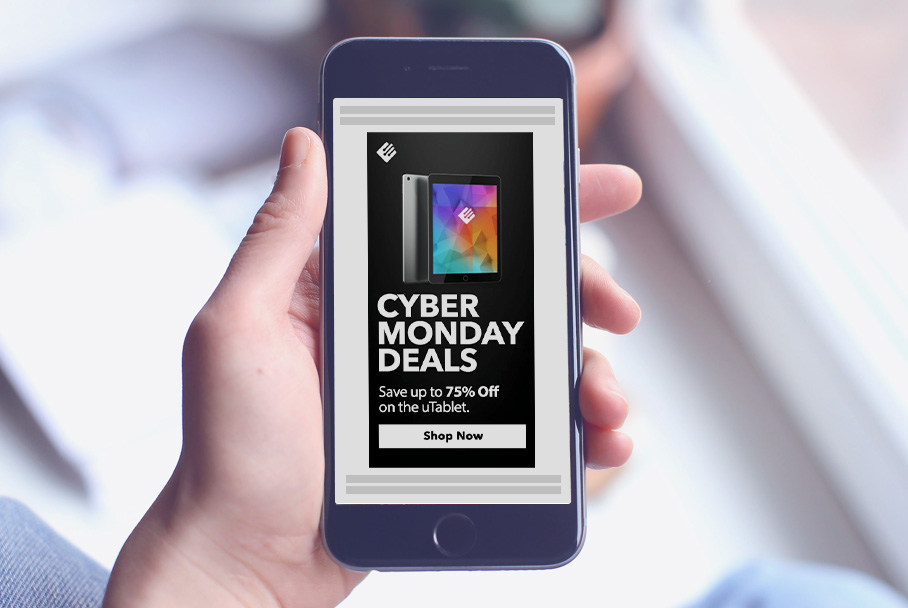 CYBER
MONDAY
DEALS
Save up to 75% Off
on the uTablet.
Shop Now